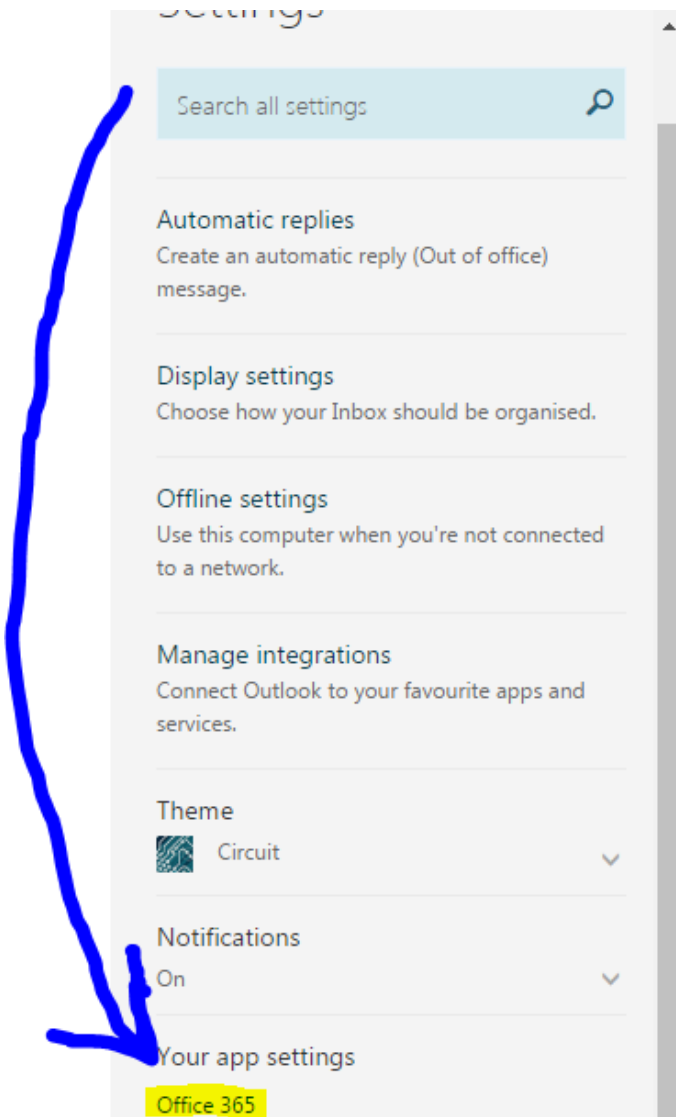 Settings
Search all settings
Automatic replies
Create an automatic reply (Out of office)
message.
Display settings
Choose how your Inbox should be organised.
Offline settings
Use this computer when you're not connected
to a network.
Manage integrations
Connect Outlook to your favourite apps and
services.
Theme
Circuit
Notifications
On
Your app settings
Office 365